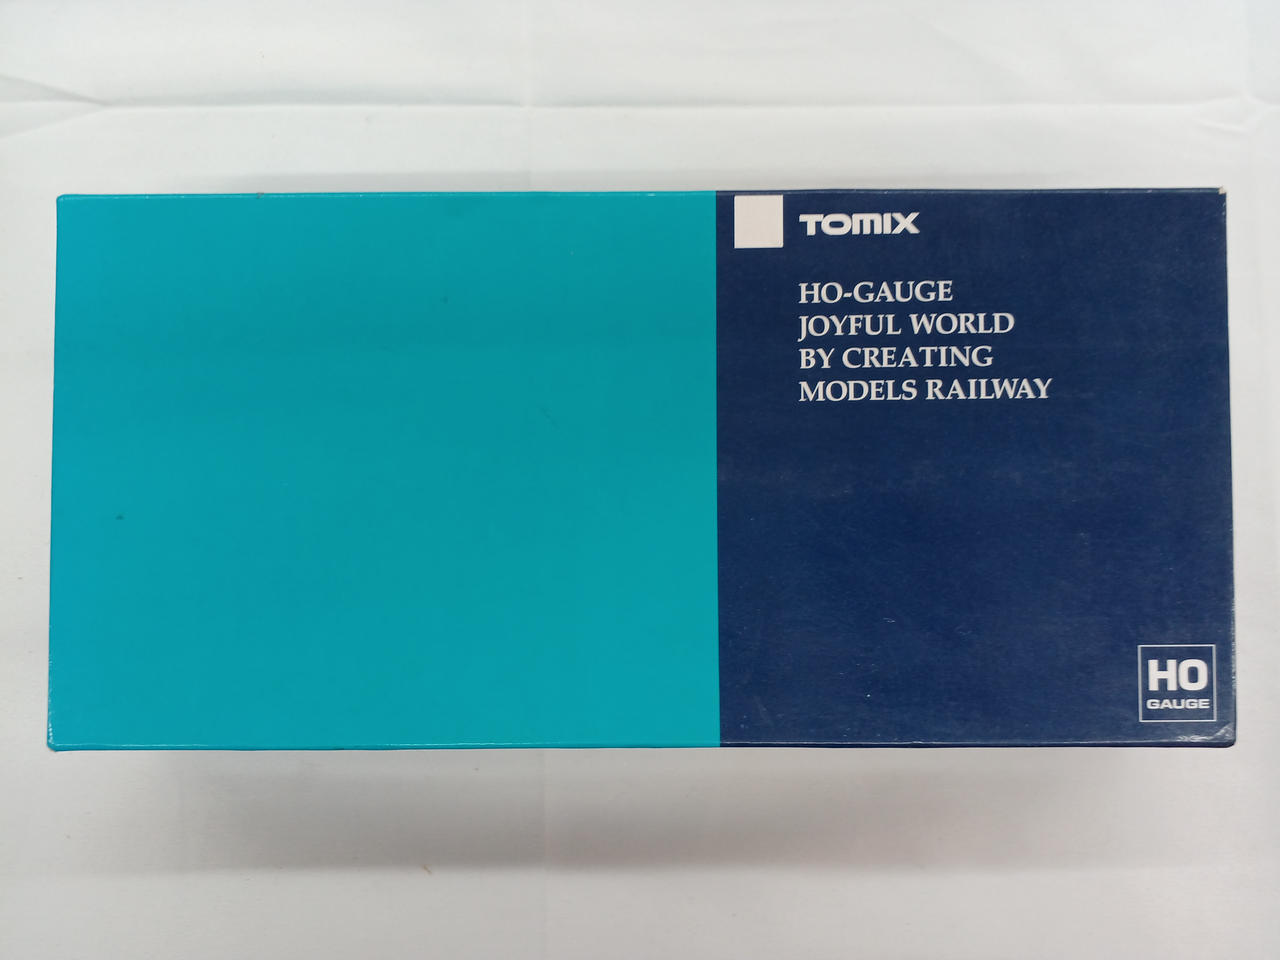 TOMIX
HO-GAUGE
JOYFUL WORLD
BY CREATING
MODELS RAILWAY
HO
GAUGE